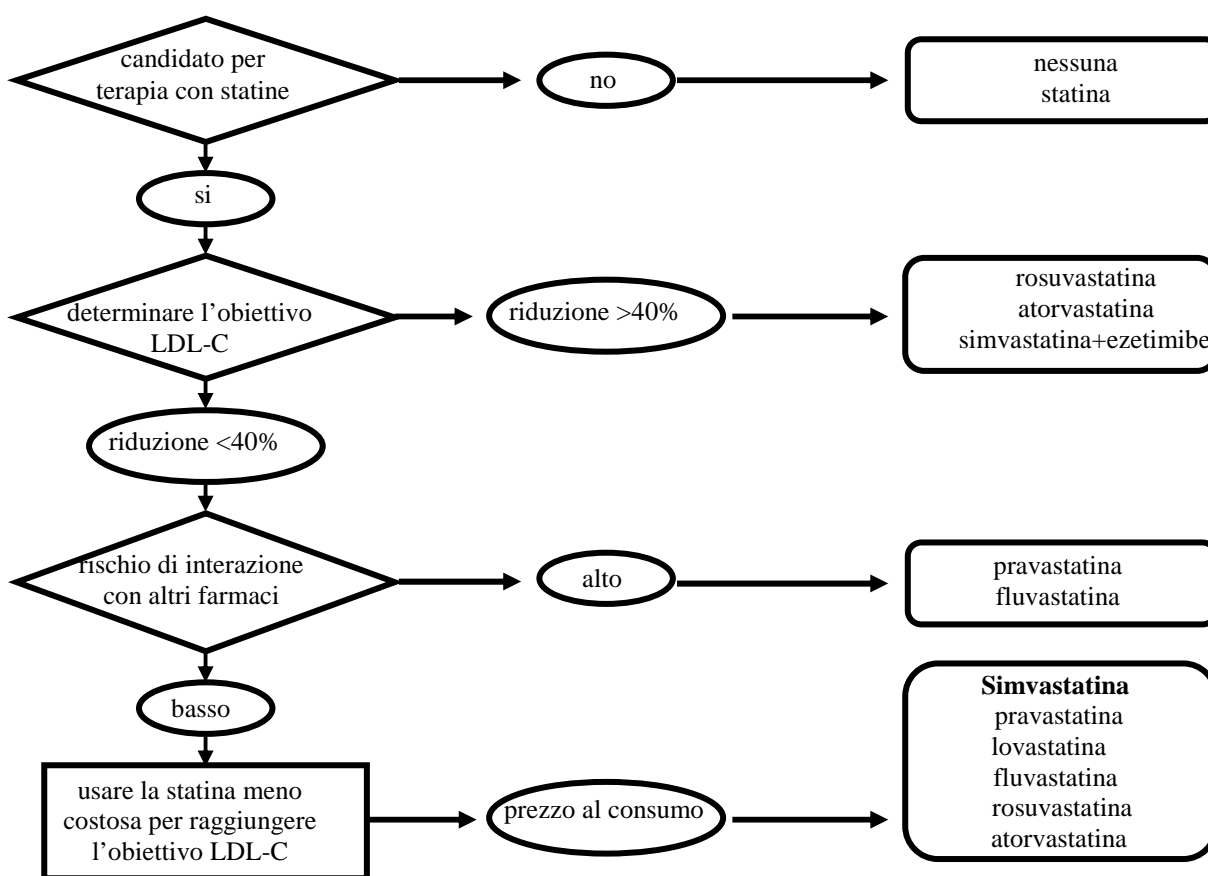 candidato per
terapia con statine
no
nessuna
statina
si
determinare l'obiettivo
LDL-C
riduzione >40%
rosuvastatina
atorvastatina
simvastatina+ezetimibe
riduzione <40%
rischio di interazione
con altri farmaci
alto
pravastatina
fluvastatina
basso
usare la statina meno
costosa per raggiungere
l'obiettivo LDL-C
prezzo al consumo
Simvastatina
pravastatina
lovastatina
fluvastatina
rosuvastatina
atorvastatina